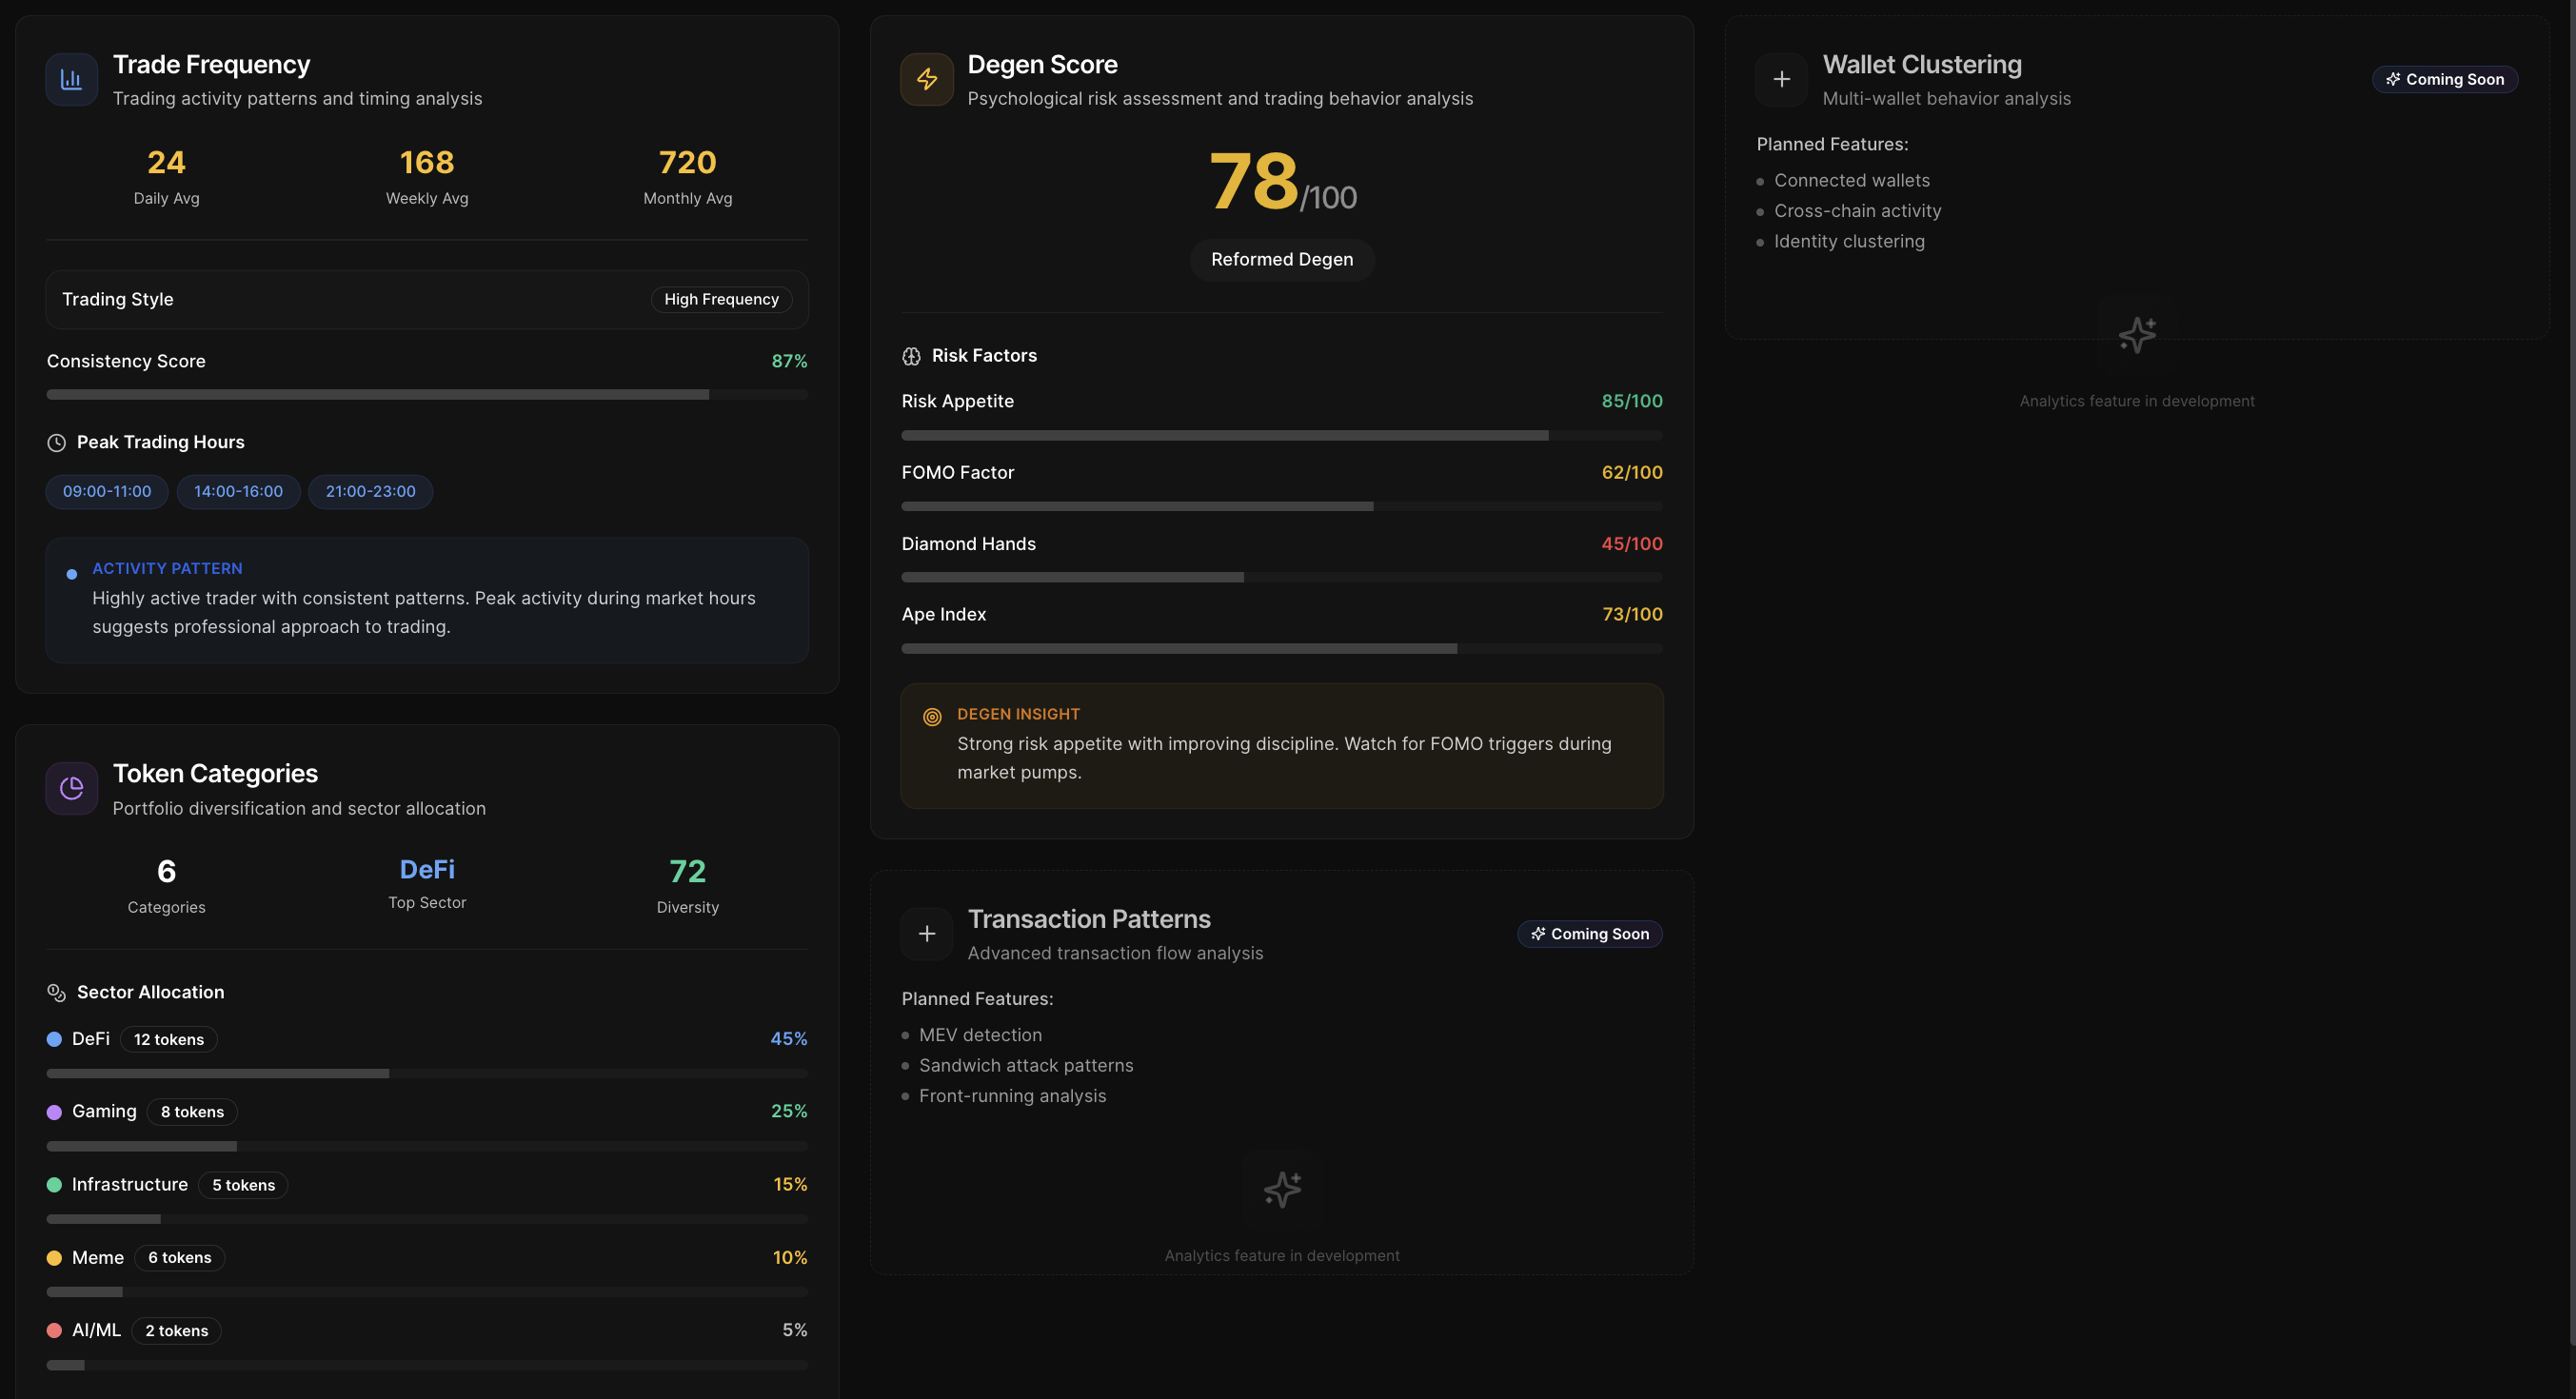 Trade Frequency
Trading activity patterns and timing analysis
24
Daily Avg
168
Weekly Avg
720
Monthly Avg
Trading Style
High Frequency
Consistency Score
87%
Peak Trading Hours
09:00-11:00
14:00-16:00
21:00-23:00
ACTIVITY PATTERN
Highly active trader with consistent patterns. Peak activity during market hours
suggests professional approach to trading.
Token Categories
Portfolio diversification and sector allocation
6
Categories
DeFi
Top Sector
72
Diversity
Sector Allocation
DeFi 12 tokens 45%
Gaming 8 tokens 25%
Infrastructure 5 tokens 15%
Meme 6 tokens 10%
AI/ML 2 tokens 5%
Degen Score
Psychological risk assessment and trading behavior analysis
78/100
Reformed Degen
Risk Factors
Risk Appetite 85/100
FOMO Factor 62/100
Diamond Hands 45/100
Ape Index 73/100
DEGEN INSIGHT
Strong risk appetite with improving discipline. Watch for FOMO triggers during
market pumps.
Transaction Patterns
Advanced transaction flow analysis
Coming Soon
Planned Features:
MEV detection
Sandwich attack patterns
Front-running analysis
Analytics feature in development
Wallet Clustering
Multi-wallet behavior analysis
Coming Soon
Planned Features:
Connected wallets
Cross-chain activity
Identity clustering
Analytics feature in development